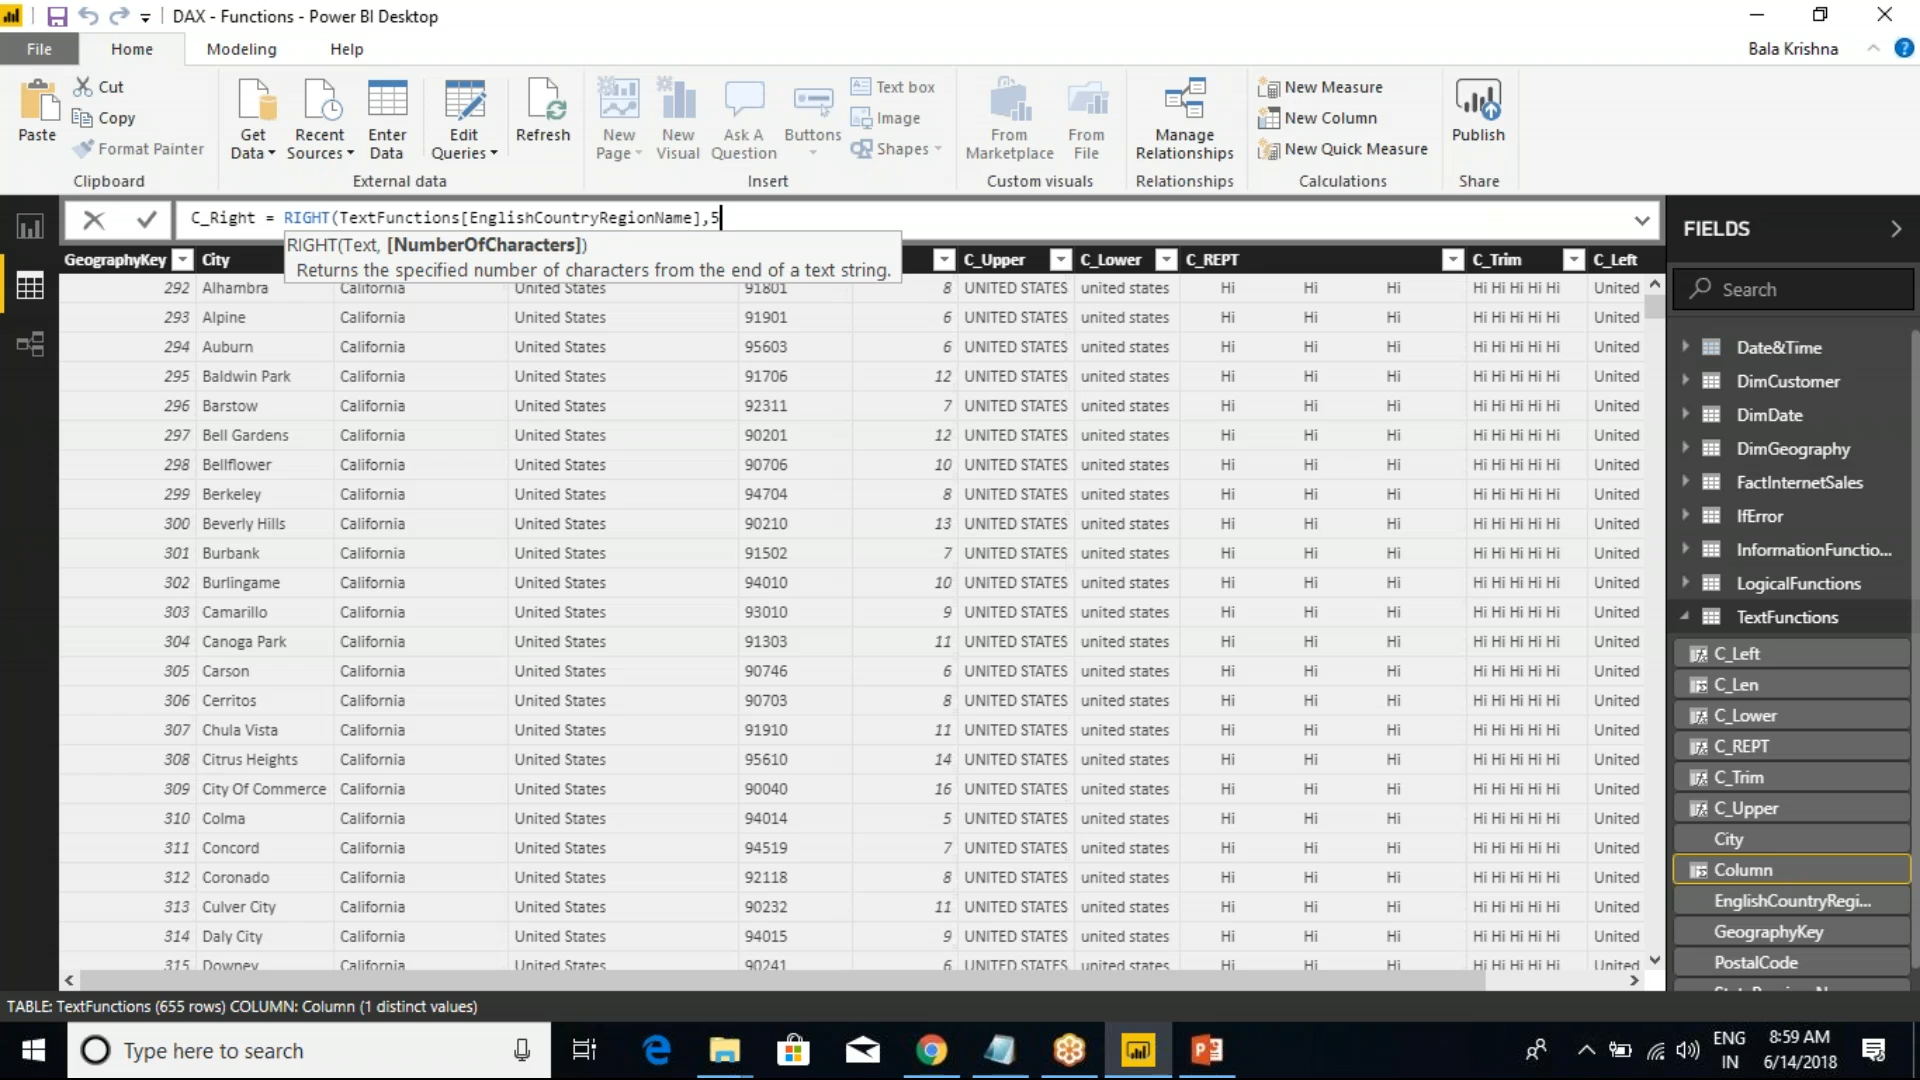 DAX - Functions - Power BI Desktop
File Home Modeling Help Bala Krishna
Paste Cut Copy Format Painter Clipboard
Get Data Recent Sources Enter Data Edit Queries Refresh External data
New Page New Visual Ask A Question Buttons Text box Image Shapes Insert
From Marketplace From File Custom visuals
Manage Relationships Relationships
New Measure New Column New Quick Measure Calculations
Publish Share
C_Right = RIGHT(TextFunctions[EnglishCountryRegionName],5
RIGHT(Text, [NumberOfCharacters])
Returns the specified number of characters from the end of a text string.
GeographyKey City C_Upper C_Lower C_REPT C_Trim C_Left
292 Alhambra California United States 91801 8 UNITED STATES united states Hi Hi Hi Hi Hi Hi Hi Hi United
293 Alpine California United States 91901 6 UNITED STATES united states Hi Hi Hi Hi Hi Hi Hi Hi United
294 Auburn California United States 95603 6 UNITED STATES united states Hi Hi Hi Hi Hi Hi Hi Hi United
295 Baldwin Park California United States 91706 12 UNITED STATES united states Hi Hi Hi Hi Hi Hi Hi Hi United
296 Barstow California United States 92311 7 UNITED STATES united states Hi Hi Hi Hi Hi Hi Hi Hi United
297 Bell Gardens California United States 90201 12 UNITED STATES united states Hi Hi Hi Hi Hi Hi Hi Hi United
298 Bellflower California United States 90706 10 UNITED STATES united states Hi Hi Hi Hi Hi Hi Hi Hi United
299 Berkeley California United States 94704 8 UNITED STATES united states Hi Hi Hi Hi Hi Hi Hi Hi United
300 Beverly Hills California United States 90210 13 UNITED STATES united states Hi Hi Hi Hi Hi Hi Hi Hi United
301 Burbank California United States 91502 7 UNITED STATES united states Hi Hi Hi Hi Hi Hi Hi Hi United
302 Burlingame California United States 94010 10 UNITED STATES united states Hi Hi Hi Hi Hi Hi Hi Hi United
303 Camarillo California United States 93010 9 UNITED STATES united states Hi Hi Hi Hi Hi Hi Hi Hi United
304 Canoga Park California United States 91303 11 UNITED STATES united states Hi Hi Hi Hi Hi Hi Hi Hi United
305 Carson California United States 90746 6 UNITED STATES united states Hi Hi Hi Hi Hi Hi Hi Hi United
306 Cerritos California United States 90703 8 UNITED STATES united states Hi Hi Hi Hi Hi Hi Hi Hi United
307 Chula Vista California United States 91910 11 UNITED STATES united states Hi Hi Hi Hi Hi Hi Hi Hi United
308 Citrus Heights California United States 95610 14 UNITED STATES united states Hi Hi Hi Hi Hi Hi Hi Hi United
309 City Of Commerce California United States 90040 16 UNITED STATES united states Hi Hi Hi Hi Hi Hi Hi Hi United
310 Colma California United States 94014 5 UNITED STATES united states Hi Hi Hi Hi Hi Hi Hi Hi United
311 Concord California United States 94519 7 UNITED STATES united states Hi Hi Hi Hi Hi Hi Hi Hi United
312 Coronado California United States 92118 8 UNITED STATES united states Hi Hi Hi Hi Hi Hi Hi Hi United
313 Culver City California United States 90232 11 UNITED STATES united states Hi Hi Hi Hi Hi Hi Hi Hi United
314 Daly City California United States 94015 9 UNITED STATES united states Hi Hi Hi Hi Hi Hi Hi Hi United
315 Downey California United States 90241 6 UNITED STATES united states Hi Hi Hi Hi Hi Hi Hi Hi United
FIELDS
Search
Date&Time
DimCustomer
DimDate
DimGeography
FactInternetSales
IfError
InformationFunctio...
LogicalFunctions
TextFunctions
C_Left
C_Len
C_Lower
C_REPT
C_Trim
C_Upper
City
Column
EnglishCountryRegi...
GeographyKey
PostalCode
TABLE: TextFunctions (655 rows) COLUMN: Column (1 distinct values)
Type here to search
ENG
IN
8:59 AM
6/14/2018